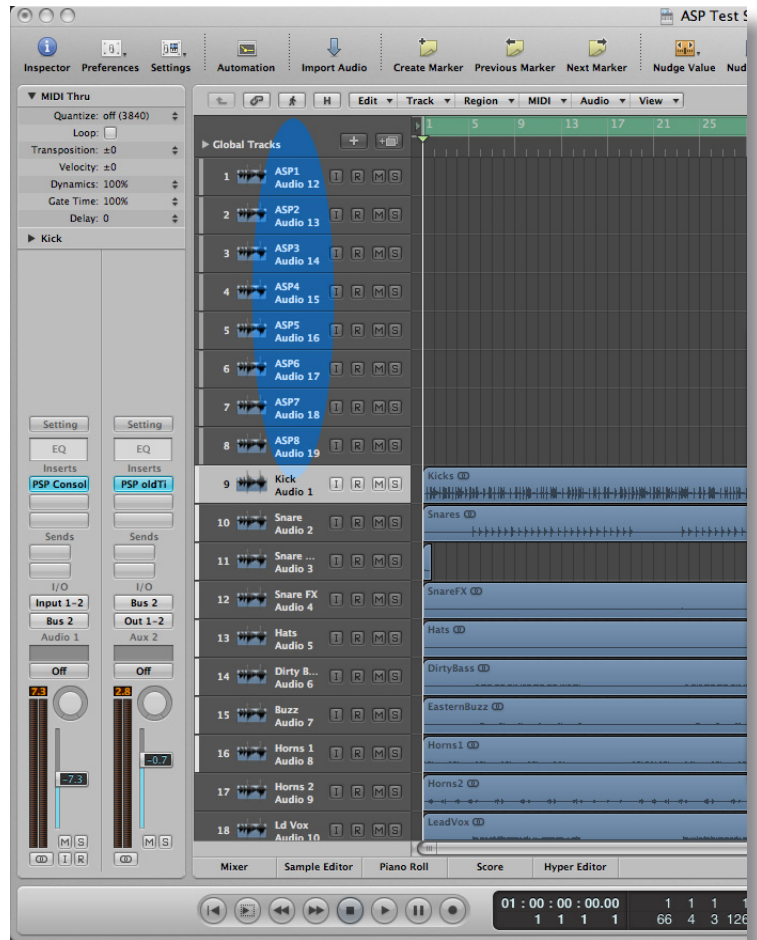 ASP Test S
Inspector Preferences Settings Automation Import Audio Create Marker Previous Marker Next Marker Nudge Value Nud
▼ MIDI Thru
Quantize: off (3840)
Loop:
Transposition: ±0
Velocity: ±0
Dynamics: 100%
Gate Time: 100%
Delay: 0
▶ Kick
Setting Setting
EQ EQ
Inserts Inserts
PSP Consol PSP oldTi
Sends Sends
I/O I/O
Input 1-2 Bus 2
Bus 2 Out 1-2
Audio 1 Aux 2
Off Off
7.3 2.8
-0.7
-7.3
M S M S
I R
H Edit ▼ Track ▼ Region ▼ MIDI ▼ Audio ▼ View ▼
1 5 9 13 17 21 25
▶ Global Tracks
1 ASP1 I R M S
Audio 12
2 ASP2 I R M S
Audio 13
3 ASP3 I R M S
Audio 14
4 ASP4 I R M S
Audio 15
5 ASP5 I R M S
Audio 16
6 ASP6 I R M S
Audio 17
7 ASP7 I R M S
Audio 18
8 ASP8 I R M S
Audio 19
9 Kick I R M S
Audio 1
Kicks
10 Snare I R M S
Audio 2
Snares
11 Snare ... I R M S
Audio 3
12 Snare FX I R M S
Audio 4
SnareFX
13 Hats I R M S
Audio 5
Hats
14 Dirty B... I R M S
Audio 6
DirtyBass
15 Buzz I R M S
Audio 7
EasternBuzz
16 Horns 1 I R M S
Audio 8
Horns1
17 Horns 2 I R M S
Audio 9
Horns2
18 Ld Vox I R M S
Audio 10
LeadVox
Mixer Sample Editor Piano Roll Score Hyper Editor
01 : 00 : 00 : 00.00 1 1 1 1
1 1 1 1 66 4 3 126